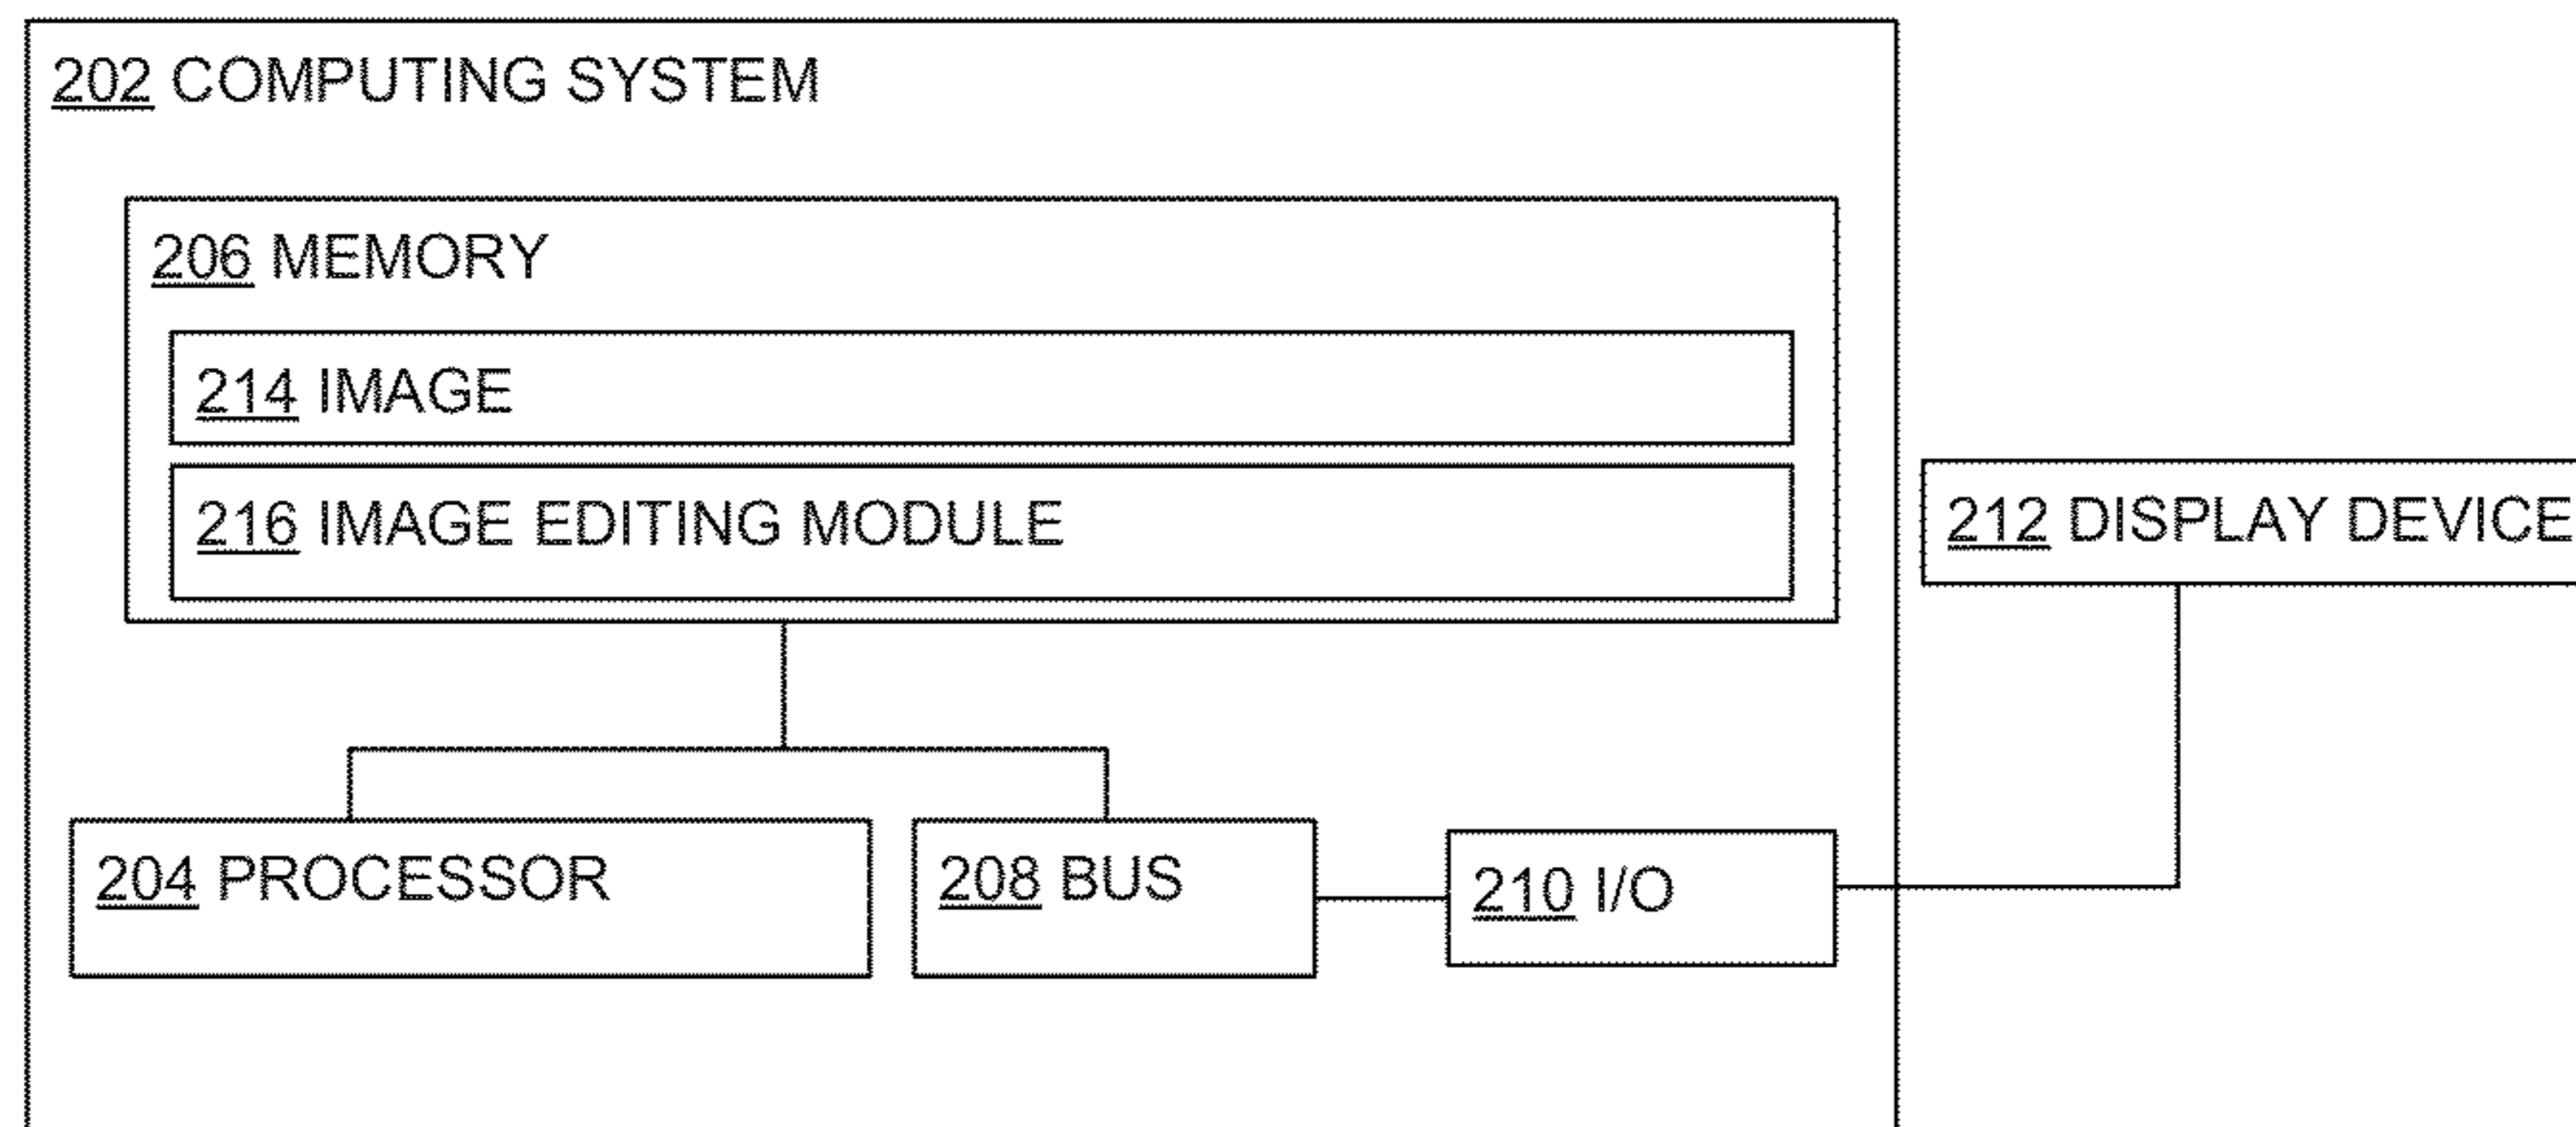 202 COMPUTING SYSTEM
206 MEMORY
214 IMAGE
216 IMAGE EDITING MODULE
212 DISPLAY DEVICE
204 PROCESSOR
208 BUS
210 I/O